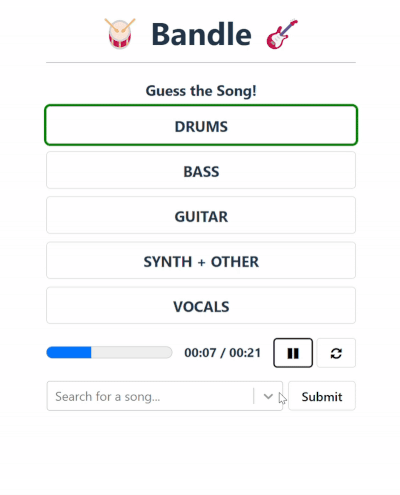 Bandle
Guess the Song!
DRUMS
BASS
GUITAR
SYNTH + OTHER
VOCALS
00:07 / 00:21
Search for a song...
Submit